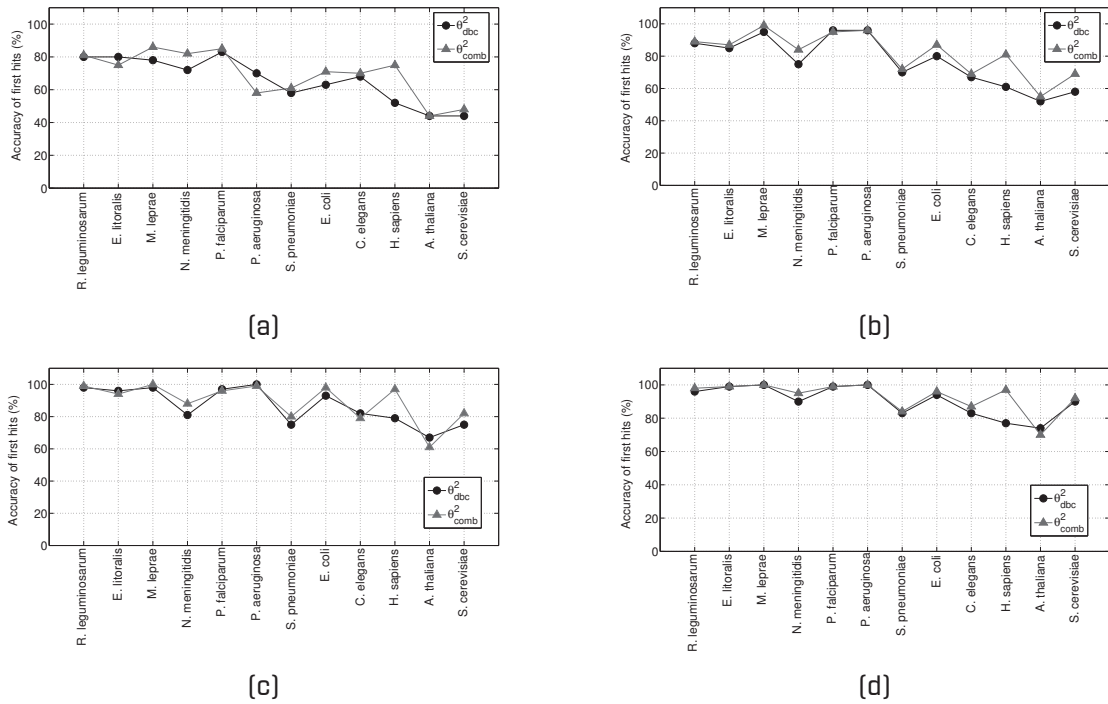 100
80
60
40
20
0
Accuracy of first hits (%)
θ²dbc
θ²comb
R. leguminosarum
E. litoralis
M. leprae
N. meningitidis
P. falciparum
P. aeruginosa
S. pneumoniae
E. coli
C. elegans
H. sapiens
A. thaliana
S. cerevisiae
(a)
100
80
60
40
20
0
Accuracy of first hits (%)
θ²dbc
θ²comb
R. leguminosarum
E. litoralis
M. leprae
N. meningitidis
P. falciparum
P. aeruginosa
S. pneumoniae
E. coli
C. elegans
H. sapiens
A. thaliana
S. cerevisiae
(b)
100
80
60
40
20
0
Accuracy of first hits (%)
θ²dbc
θ²comb
R. leguminosarum
E. litoralis
M. leprae
N. meningitidis
P. falciparum
P. aeruginosa
S. pneumoniae
E. coli
C. elegans
H. sapiens
A. thaliana
S. cerevisiae
(c)
100
80
60
40
20
0
Accuracy of first hits (%)
θ²dbc
θ²comb
R. leguminosarum
E. litoralis
M. leprae
N. meningitidis
P. falciparum
P. aeruginosa
S. pneumoniae
E. coli
C. elegans
H. sapiens
A. thaliana
S. cerevisiae
(d)